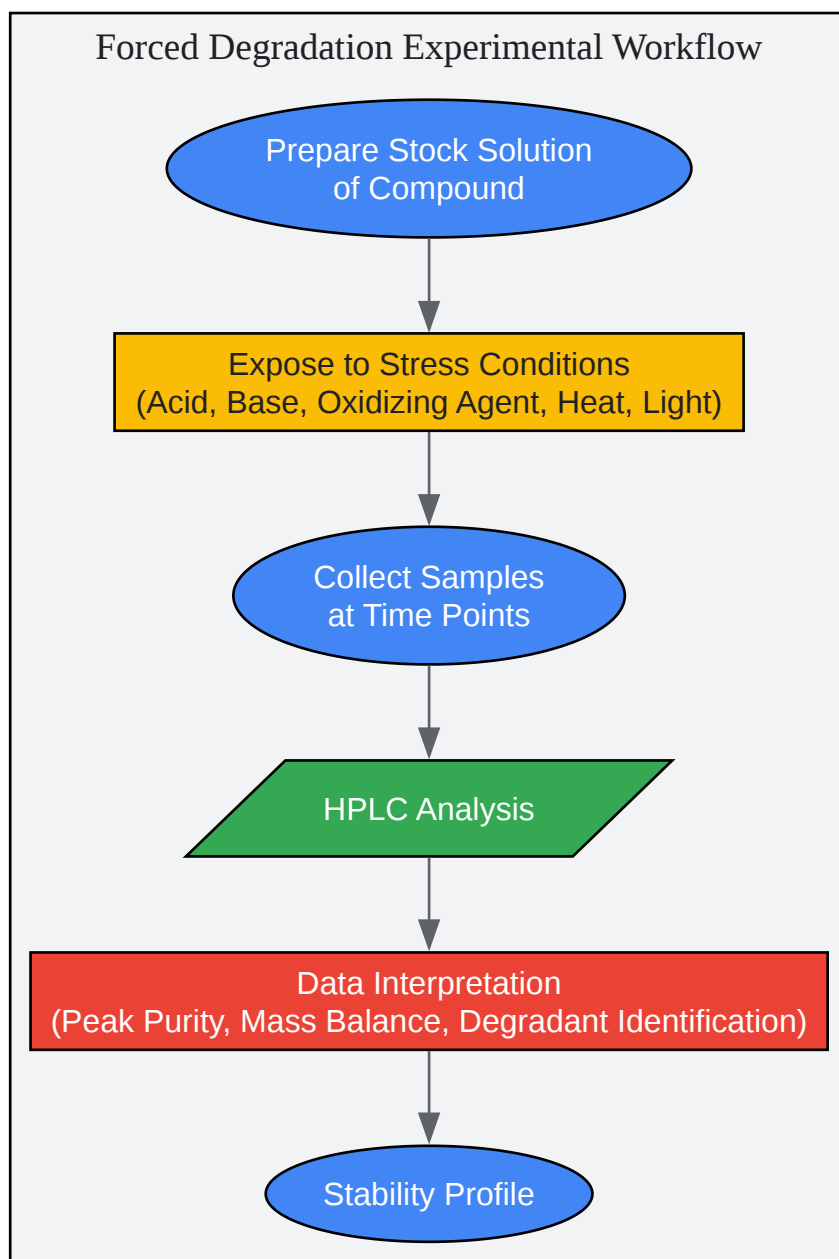 Forced Degradation Experimental Workflow
Prepare Stock Solution
of Compound
Expose to Stress Conditions
(Acid, Base, Oxidizing Agent, Heat, Light)
Collect Samples
at Time Points
HPLC Analysis
Data Interpretation
(Peak Purity, Mass Balance, Degradant Identification)
Stability Profile